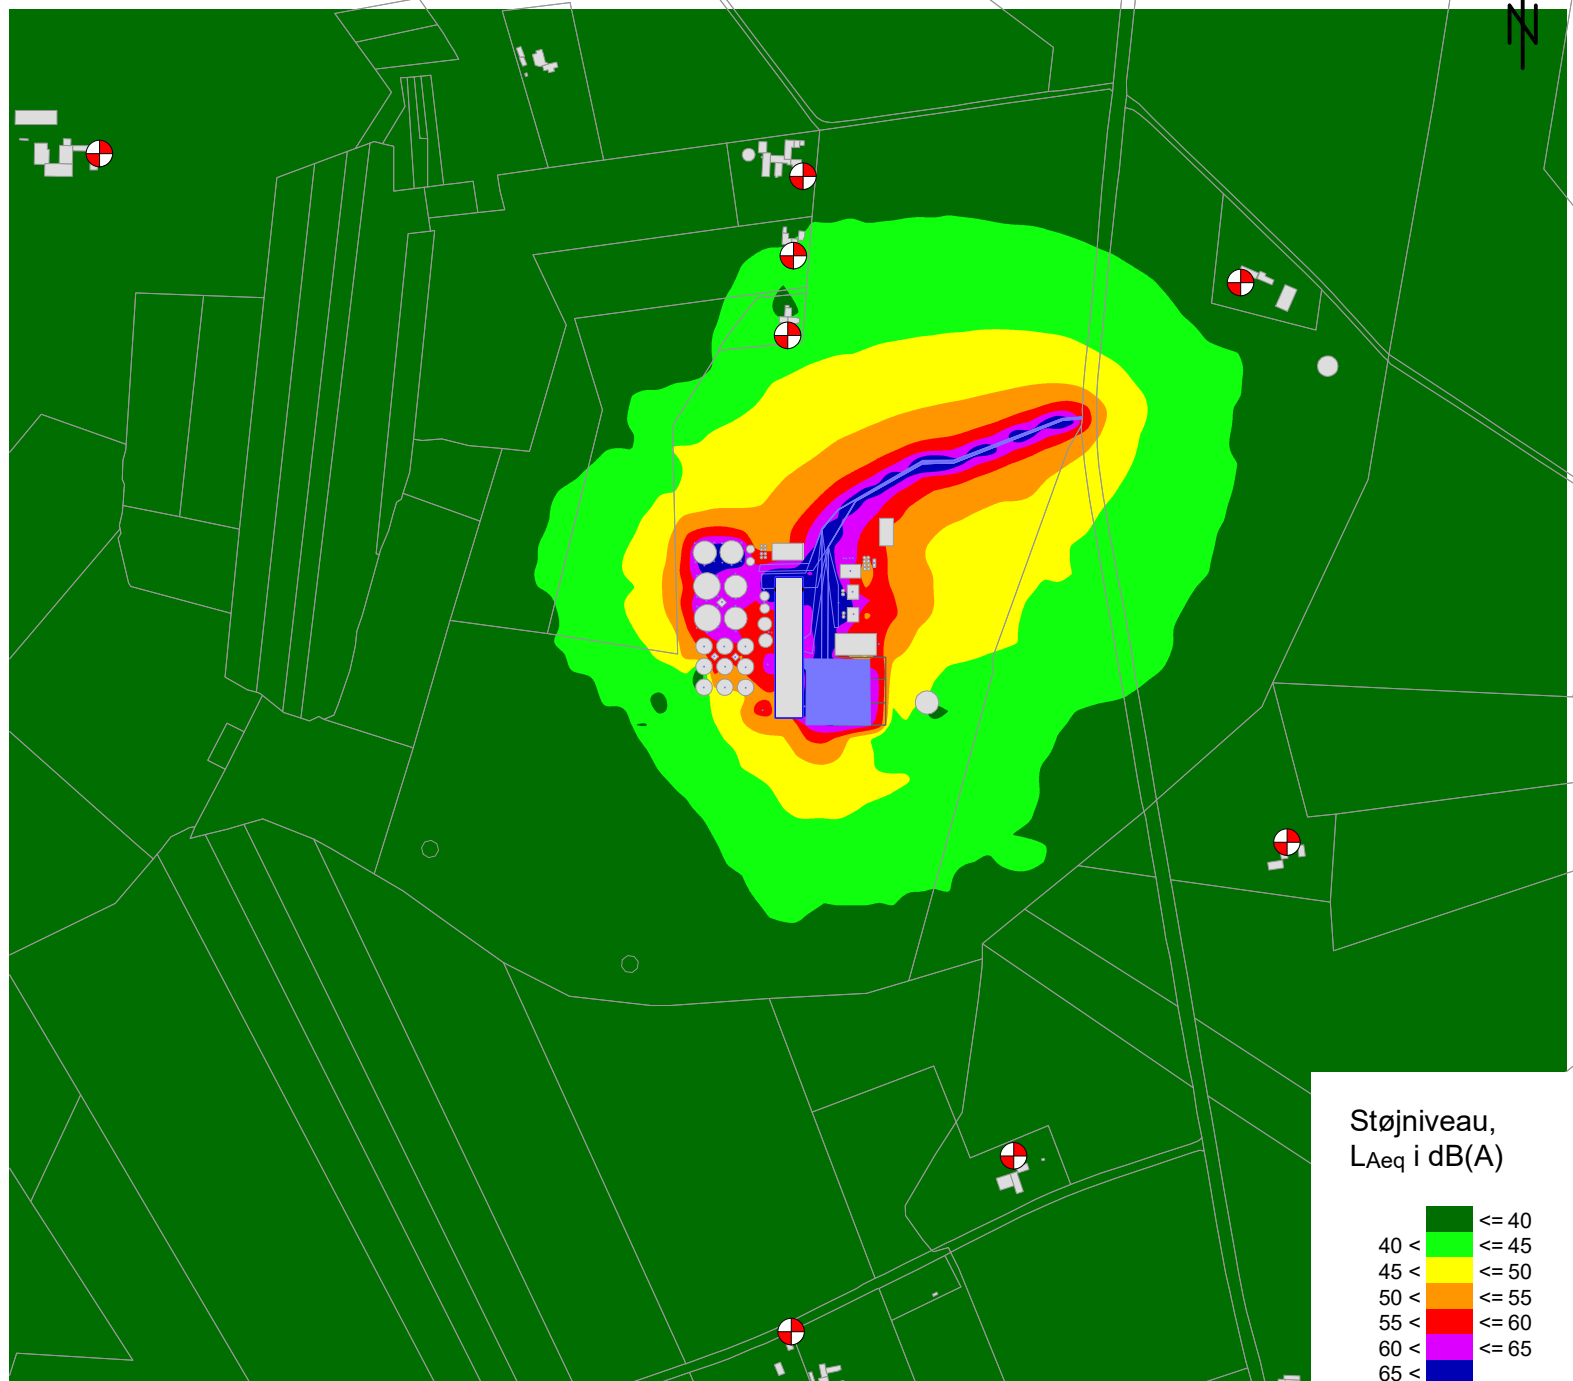 N
Støjniveau,
LAeq i dB(A)
<= 40
40 < <= 45
45 < <= 50
50 < <= 55
55 < <= 60
60 < <= 65
65 <